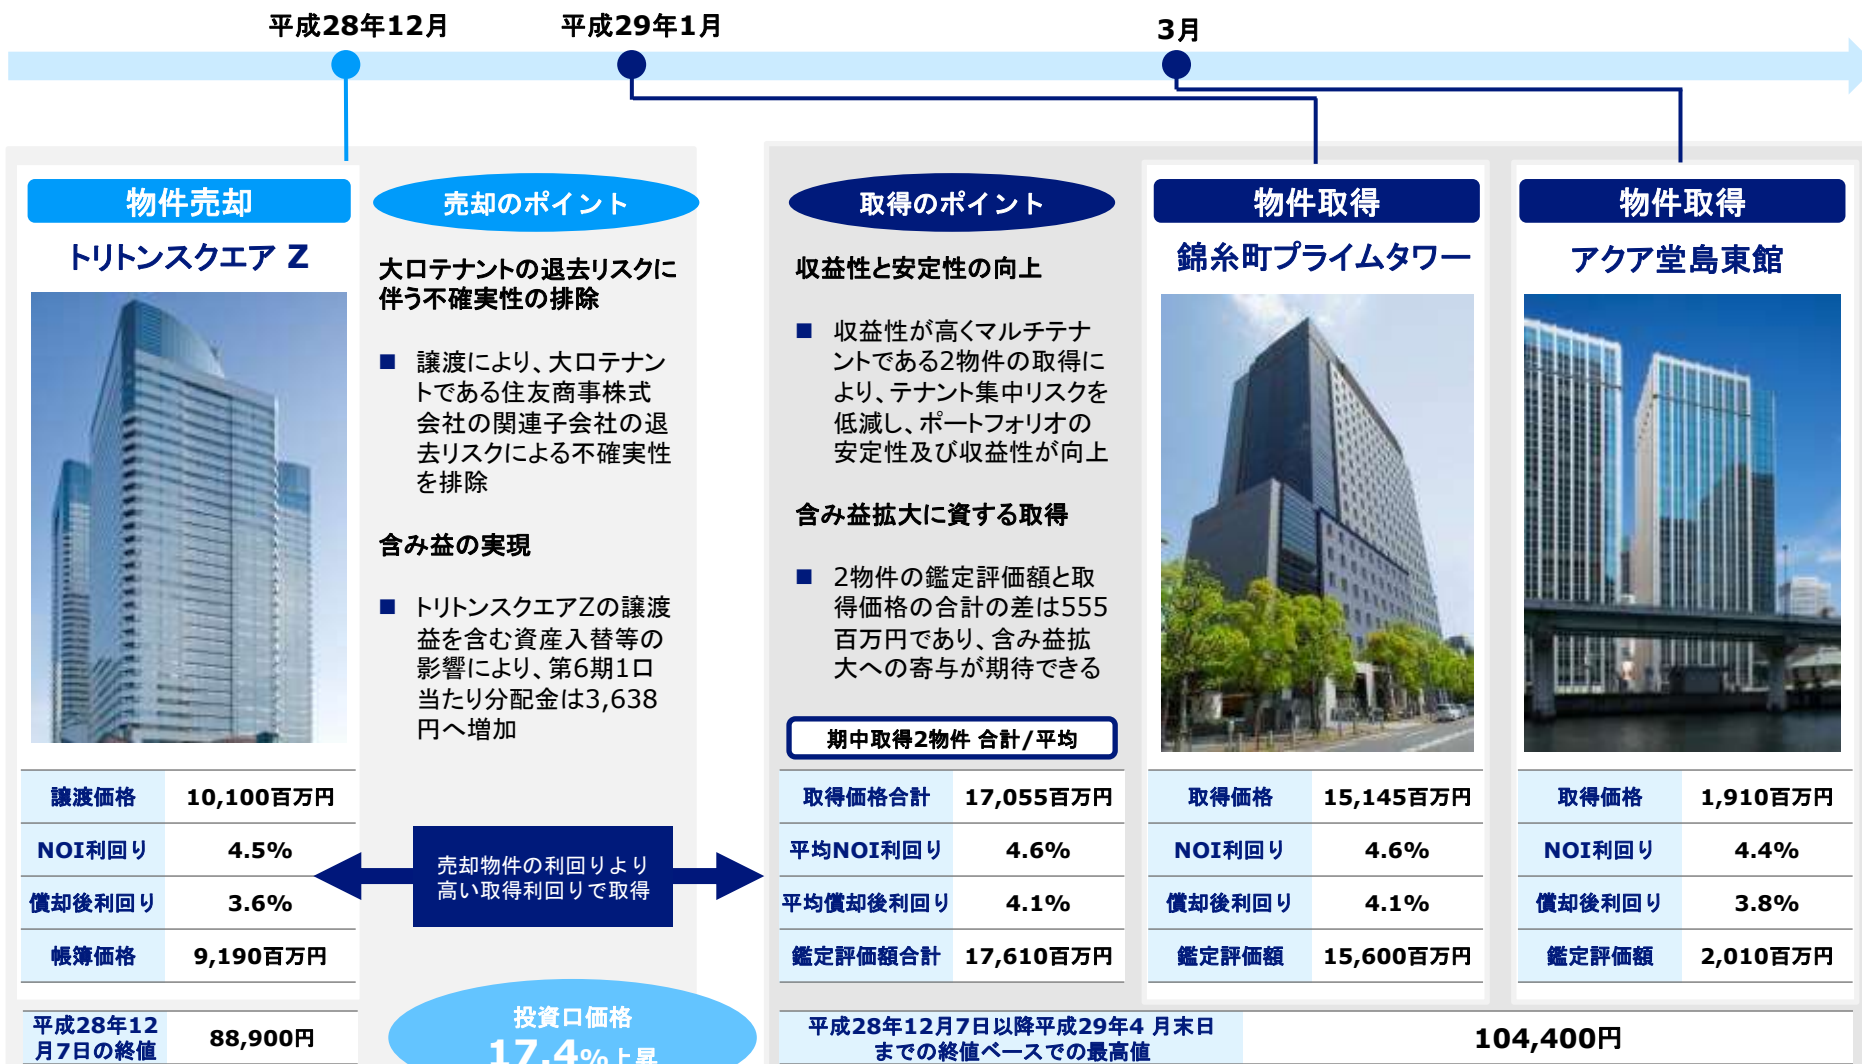 平成28年12月
平成29年1月
3月
物件売却
トリトンスクエア Z
譲渡価格 10,100百万円
NOI利回り 4.5%
償却後利回り 3.6%
帳簿価格 9,190百万円
平成28年12
月7日の終値
88,900円
売却のポイント
大口テナントの退去リスクに
伴う不確実性の排除
■ 譲渡により、大口テナン
トである住友商事株式
会社の関連子会社の退
去リスクによる不確実性
を排除
含み益の実現
■ トリトンスクエアZの譲渡
益を含む資産入替等の
影響により、第6期1口
当たり分配金は3,638
円へ増加
売却物件の利回りより
高い取得利回りで取得
投資口価格
17.4%上昇
取得のポイント
収益性と安定性の向上
■ 収益性が高くマルチテナ
ントである2物件の取得に
より、テナント集中リスクを
低減し、ポートフォリオの
安定性及び収益性が向上
含み益拡大に資する取得
■ 2物件の鑑定評価額と取
得価格の合計の差は555
百万円であり、含み益拡
大への寄与が期待できる
期中取得2物件 合計/平均
取得価格合計 17,055百万円
平均NOI利回り 4.6%
平均償却後利回り 4.1%
鑑定評価額合計 17,610百万円
物件取得
錦糸町プライムタワー
取得価格 15,145百万円
NOI利回り 4.6%
償却後利回り 4.1%
鑑定評価額 15,600百万円
物件取得
アクア堂島東館
取得価格 1,910百万円
NOI利回り 4.4%
償却後利回り 3.8%
鑑定評価額 2,010百万円
平成28年12月7日以降平成29年4 月末日
までの終値ベースでの最高値
104,400円